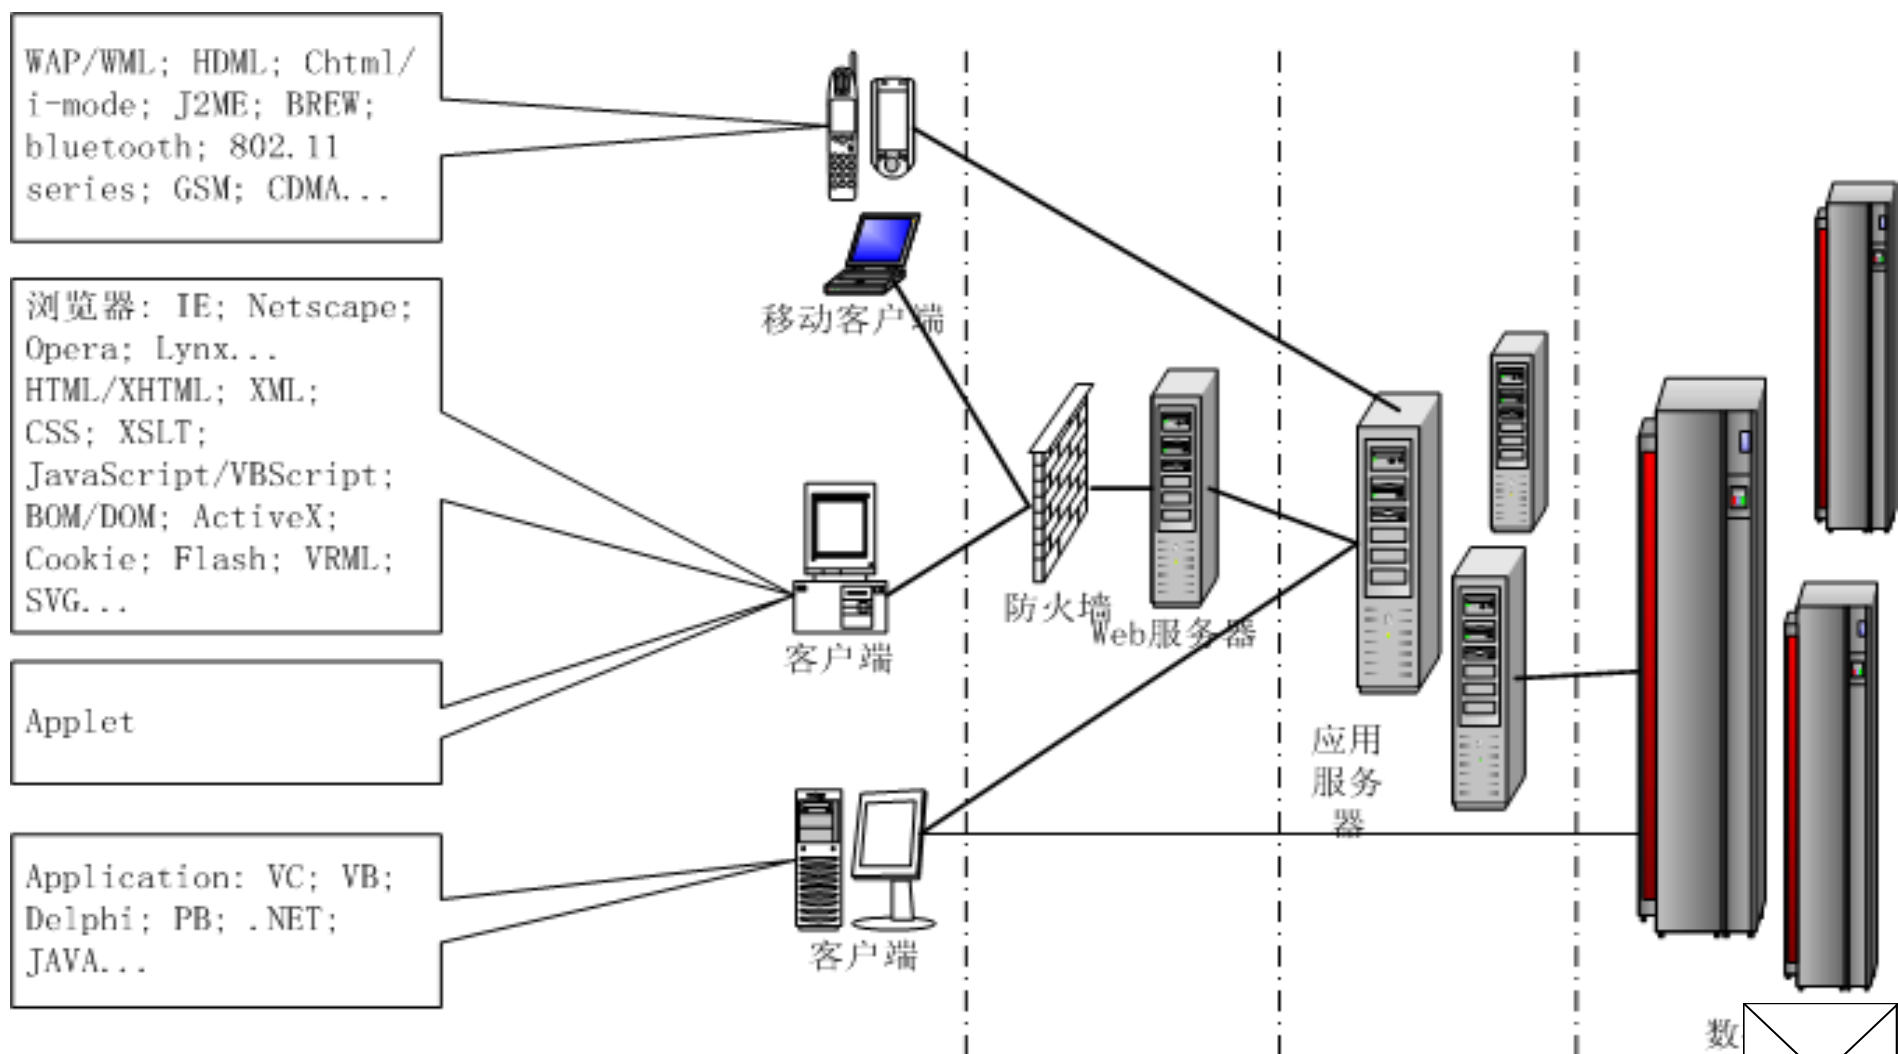 WAP/WML; HDML; Chtml/
i-mode; J2ME; BREW;
bluetooth; 802.11
series; GSM; CDMA...
移动客户端
浏览器: IE; Netscape;
Opera; Lynx...
HTML/XHTML; XML;
CSS; XSLT;
JavaScript/VBScript;
BOM/DOM; ActiveX;
Cookie; Flash; VRML;
SVG...
客户端
防火墙
Web服务器
Applet
应用
服务
器
Application: VC; VB;
Delphi; PB; .NET;
JAVA...
客户端
数